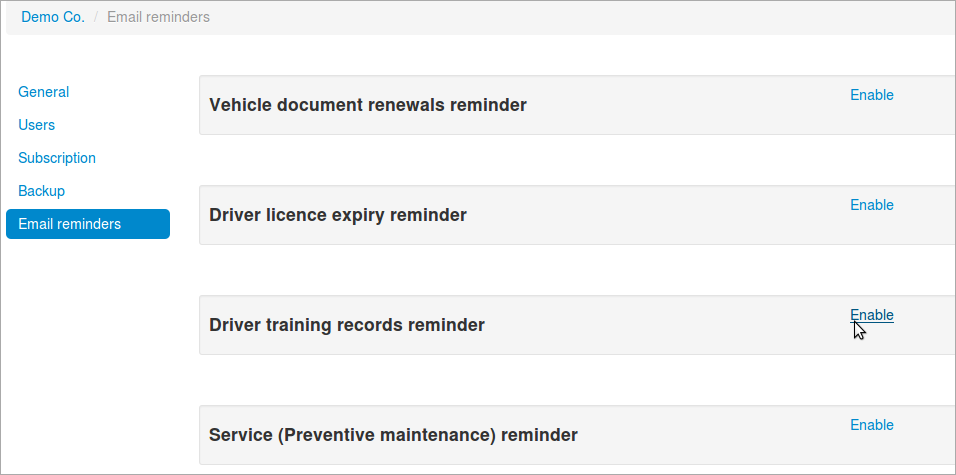 Demo Co. / Email reminders
General
Users
Subscription
Backup
Email reminders
Vehicle document renewals reminder
Enable
Driver licence expiry reminder
Enable
Driver training records reminder
Enable
Service (Preventive maintenance) reminder
Enable